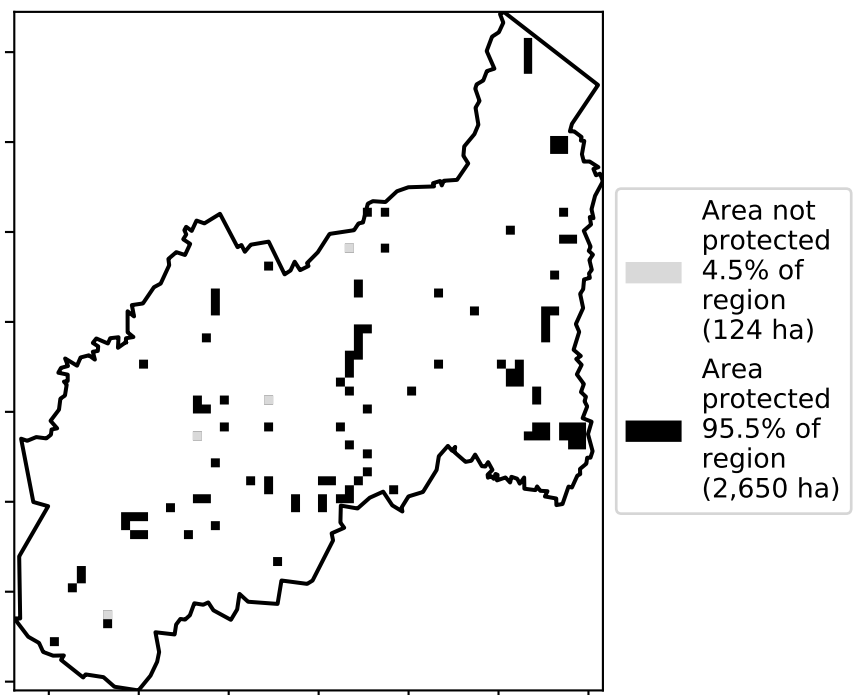 Area not
protected
4.5% of
region
(124 ha)
Area
protected
95.5% of
region
(2,650 ha)